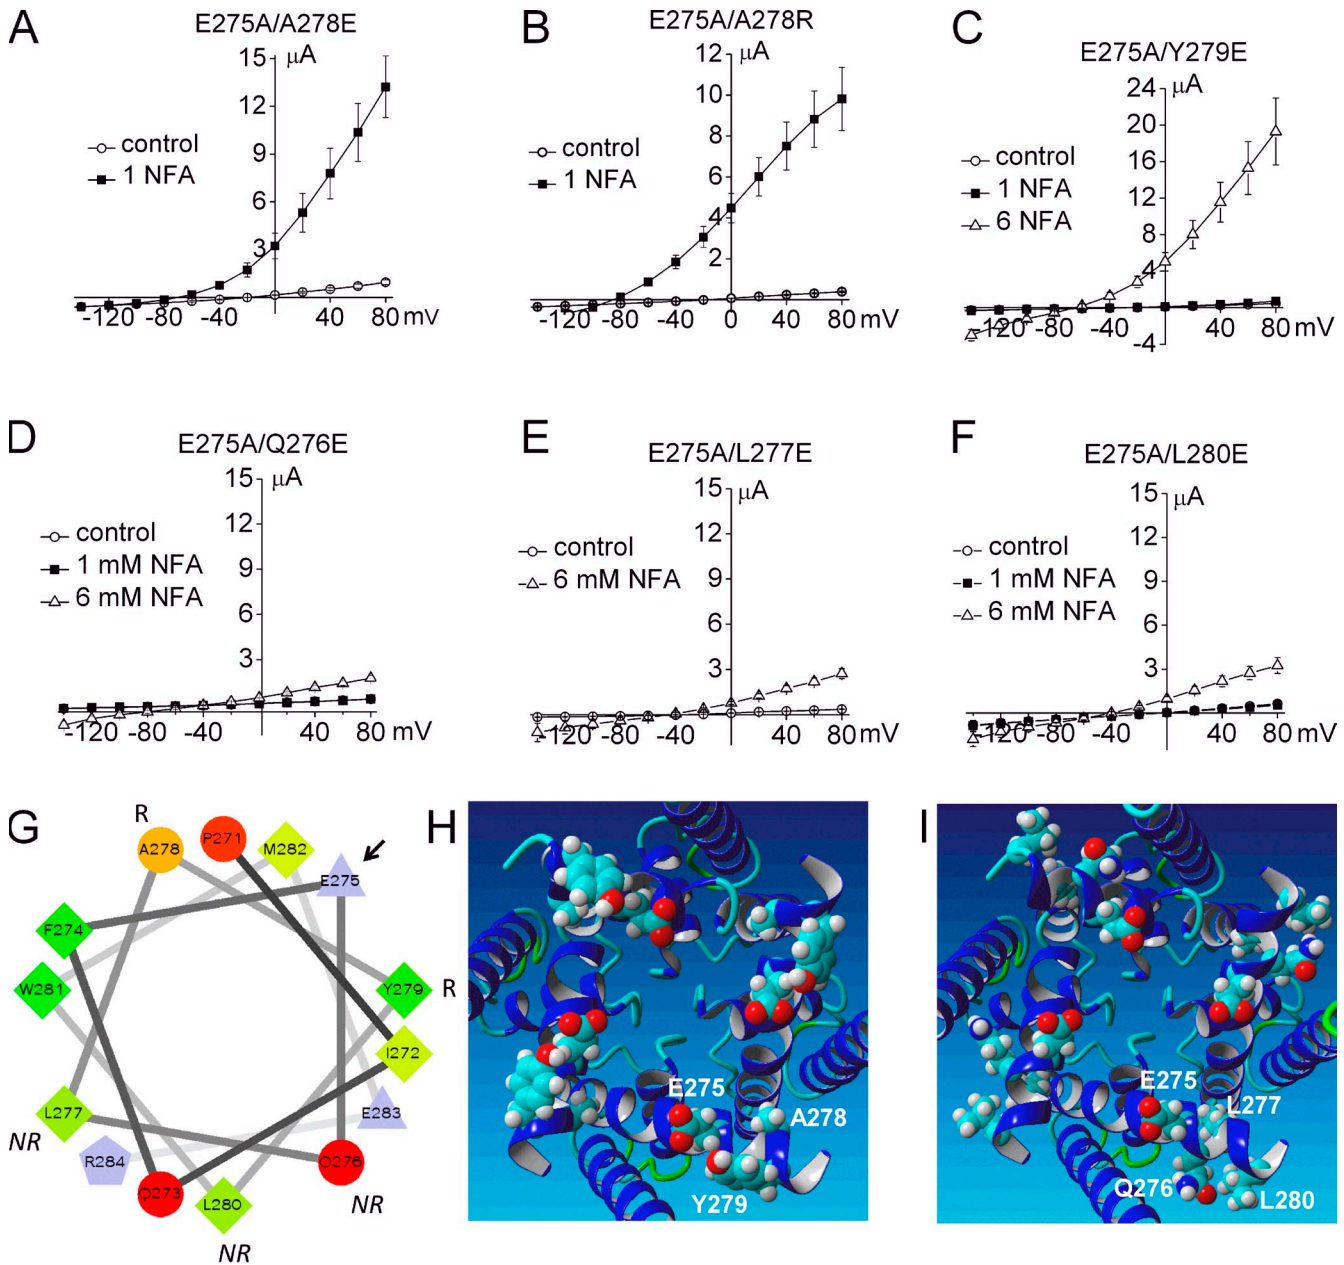 A
E275A/A278E
15
μA
12
9
3
control
1 NFA
-120
-80
-40
40
80
mV
B
E275A/A278R
12
μA
10
8
6
4
2
control
1 NFA
-120
-80
-40
0
40
80
mV
C
E275A/Y279E
24
μA
20
16
12
8
4
-4
control
1 NFA
6 NFA
-120
-80
-40
0
40
80
mV
D
E275A/Q276E
15
μA
12
9
6
3
control
1 mM NFA
6 mM NFA
-120
-80
-40
0
40
80
mV
E
E275A/L277E
15
μA
12
9
6
3
control
6 mM NFA
-120
-80
-40
0
40
80
mV
F
E275A/L280E
15
μA
12
9
6
3
control
1 mM NFA
6 mM NFA
-120
-80
-40
0
40
80
mV
G
R
A278
P271
M282
E275
F274
W281
Y279
R
I272
L277
NR
E283
R284
Q276
NR
Q273
L280
NR
H
E275
A278
Y279
I
E275
L277
Q276
L280